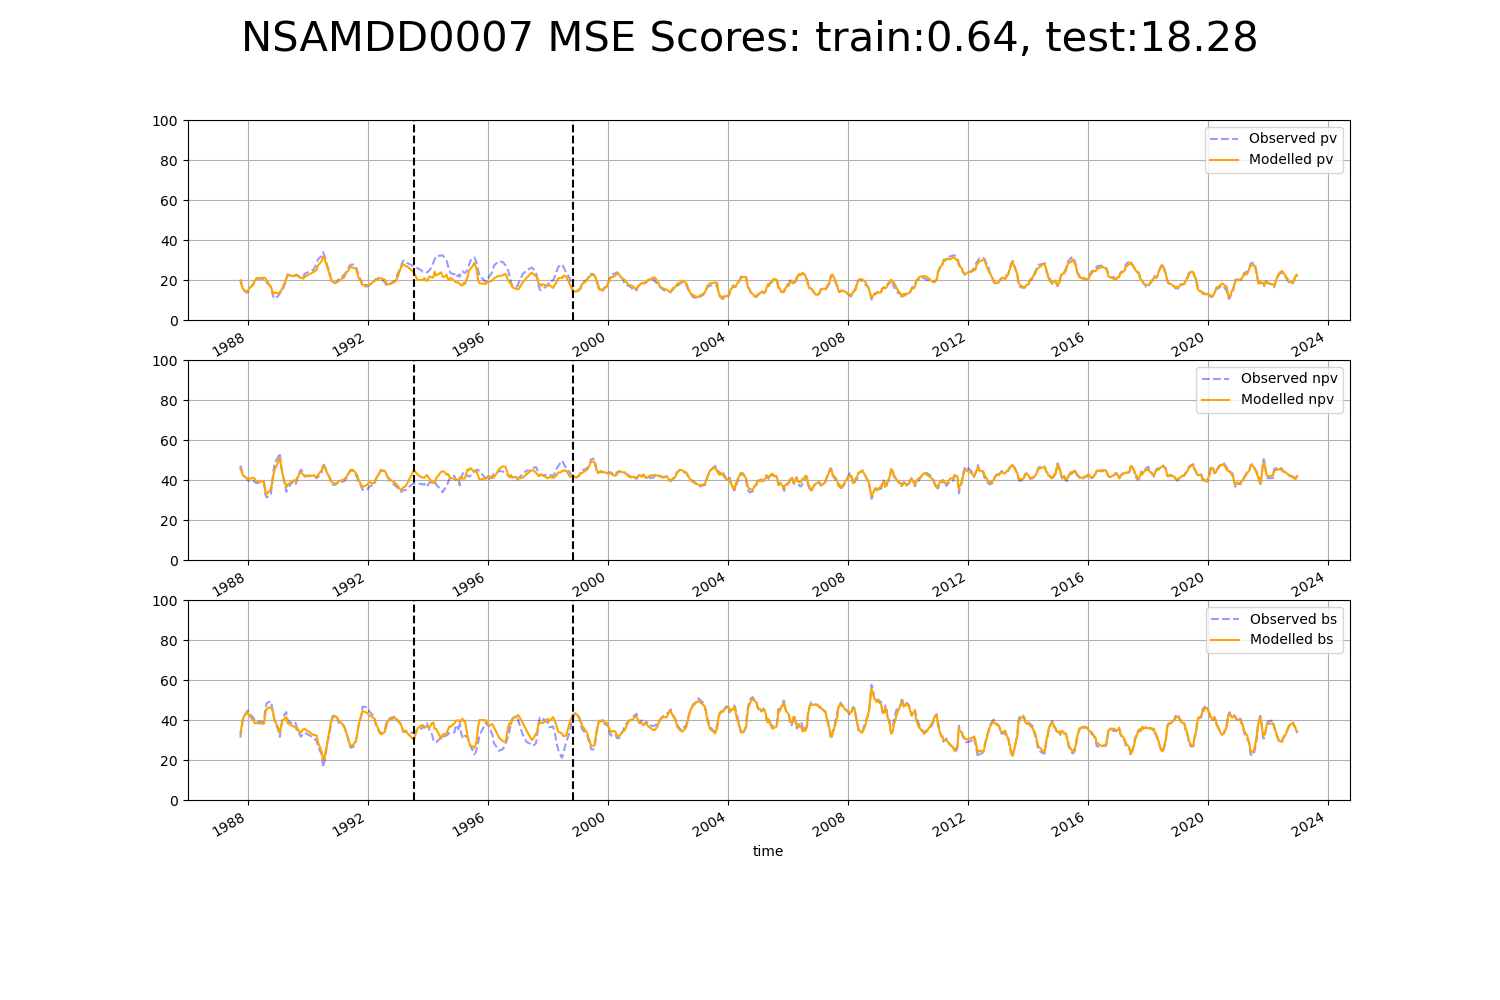 NSAMDD0007 MSE Scores: train:0.64, test:18.28
100
80
60
40
20
0
Observed pv
Modelled pv
1988 1992 1996 2000 2004 2008 2012 2016 2020 2024
100
80
60
40
20
0
Observed npv
Modelled npv
1988 1992 1996 2000 2004 2008 2012 2016 2020 2024
100
80
60
40
20
0
Observed bs
Modelled bs
1988 1992 1996 2000 2004 2008 2012 2016 2020 2024
time